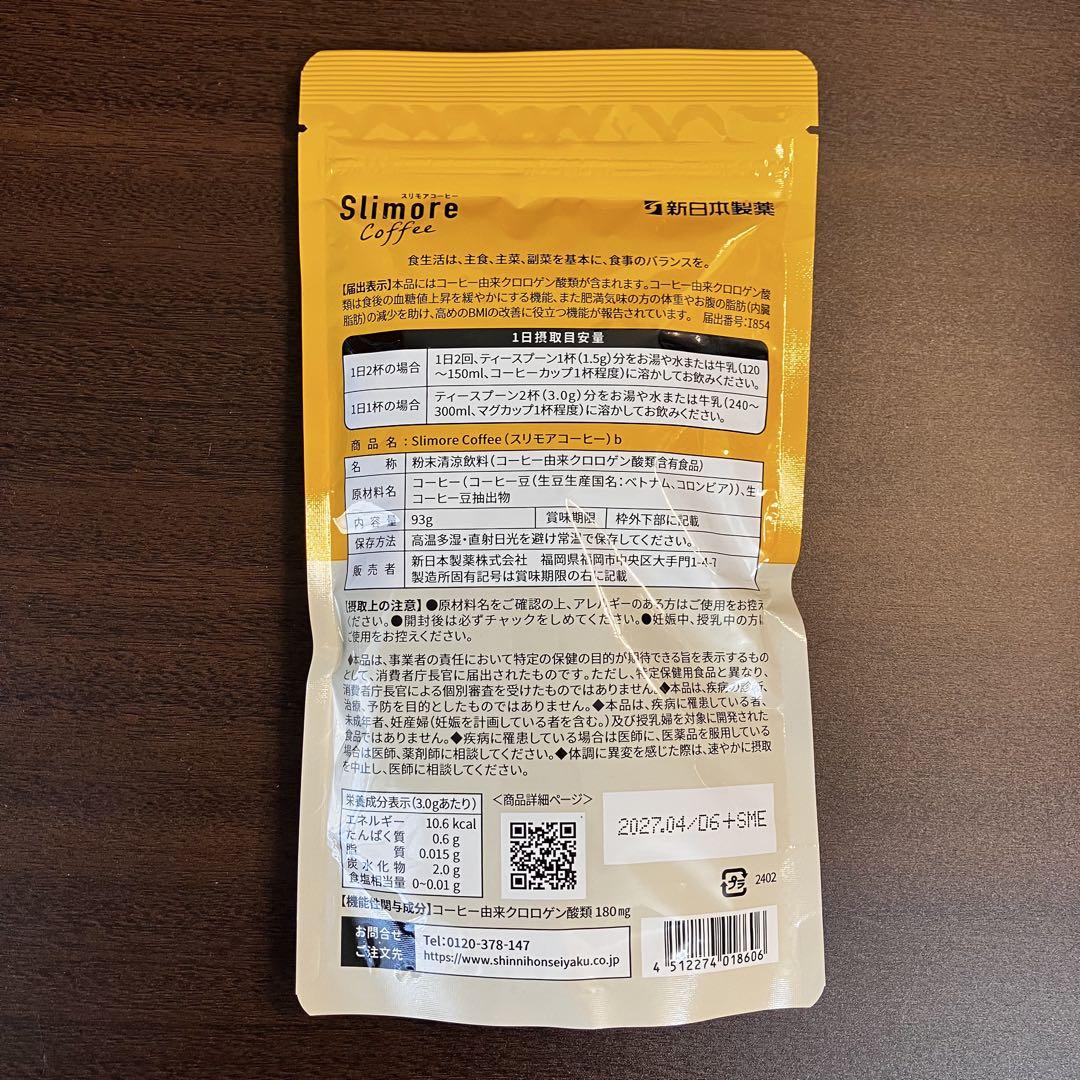 スリモアコーヒー
Slimore
Coffee
新日本製薬
食生活は、主食、主菜、副菜を基本に、食事のバランスを。
【届出表示】本品にはコーヒー由来クロロゲン酸類が含まれます。コーヒー由来クロロゲン酸
類は食後の血糖値上昇を緩やかにする機能、また肥満気味の方の体重やお腹の脂肪(内臓
脂肪)の減少を助け、高めのBMIの改善に役立つ機能が報告されています。 届出番号:I854
1日摂取目安量
1日2杯の場合
1日2回、ティースプーン1杯(1.5g)分をお湯や水または牛乳(120
～150ml、コーヒーカップ1杯程度)に溶かしてお飲みください。
1日1杯の場合
ティースプーン2杯(3.0g)分をお湯や水または牛乳(240～
300ml、マグカップ1杯程度)に溶かしてお飲みください。
商品名:Slimore Coffee(スリモアコーヒー)b
名称 粉末清涼飲料(コーヒー由来クロロゲン酸類含有食品)
原材料名 コーヒー(コーヒー豆(生豆生産国名:ベトナム、コロンビア))、生
コーヒー豆抽出物
内容量 93g 賞味期限 枠外下部に記載
保存方法 高温多湿・直射日光を避け常温で保存してください。
販売者 新日本製薬株式会社 福岡県福岡市中央区大手門1-4-7
製造所固有記号は賞味期限の右に記載
【摂取上の注意】●原材料名をご確認の上、アレルギーのある方はご使用をお控え
ください。●開封後は必ずチャックをしめてください。●妊娠中、授乳中の方は
ご使用をお控えください。
◆本品は、事業者の責任において特定の保健の目的が期待できる旨を表示するもの
として、消費者庁長官に届出されたものです。ただし、特定保健用食品と異なり、
消費者庁長官による個別審査を受けたものではありません。◆本品は、疾病の診断、
治療、予防を目的としたものではありません。◆本品は、疾病に罹患している者、
未成年者、妊産婦(妊娠を計画している者を含む。)及び授乳婦を対象に開発された
食品ではありません。◆疾病に罹患している場合は医師に、医薬品を服用している
場合は医師、薬剤師に相談してください。◆体調に異変を感じた際は、速やかに摂取
を中止し、医師に相談してください。
栄養成分表示(3.0gあたり)
エネルギー 10.6 kcal
たんぱく質 0.6 g
脂質 0.015 g
炭水化物 2.0 g
食塩相当量 0~0.01 g
<商品詳細ページ>
2027.04/D6+SME
プラ
2402
【機能性関与成分】コーヒー由来クロロゲン酸類 180mg
お問合せ
ご注文先
Tel:0120-378-147
https://www.shinnihonseiyaku.co.jp
4 512274 018606